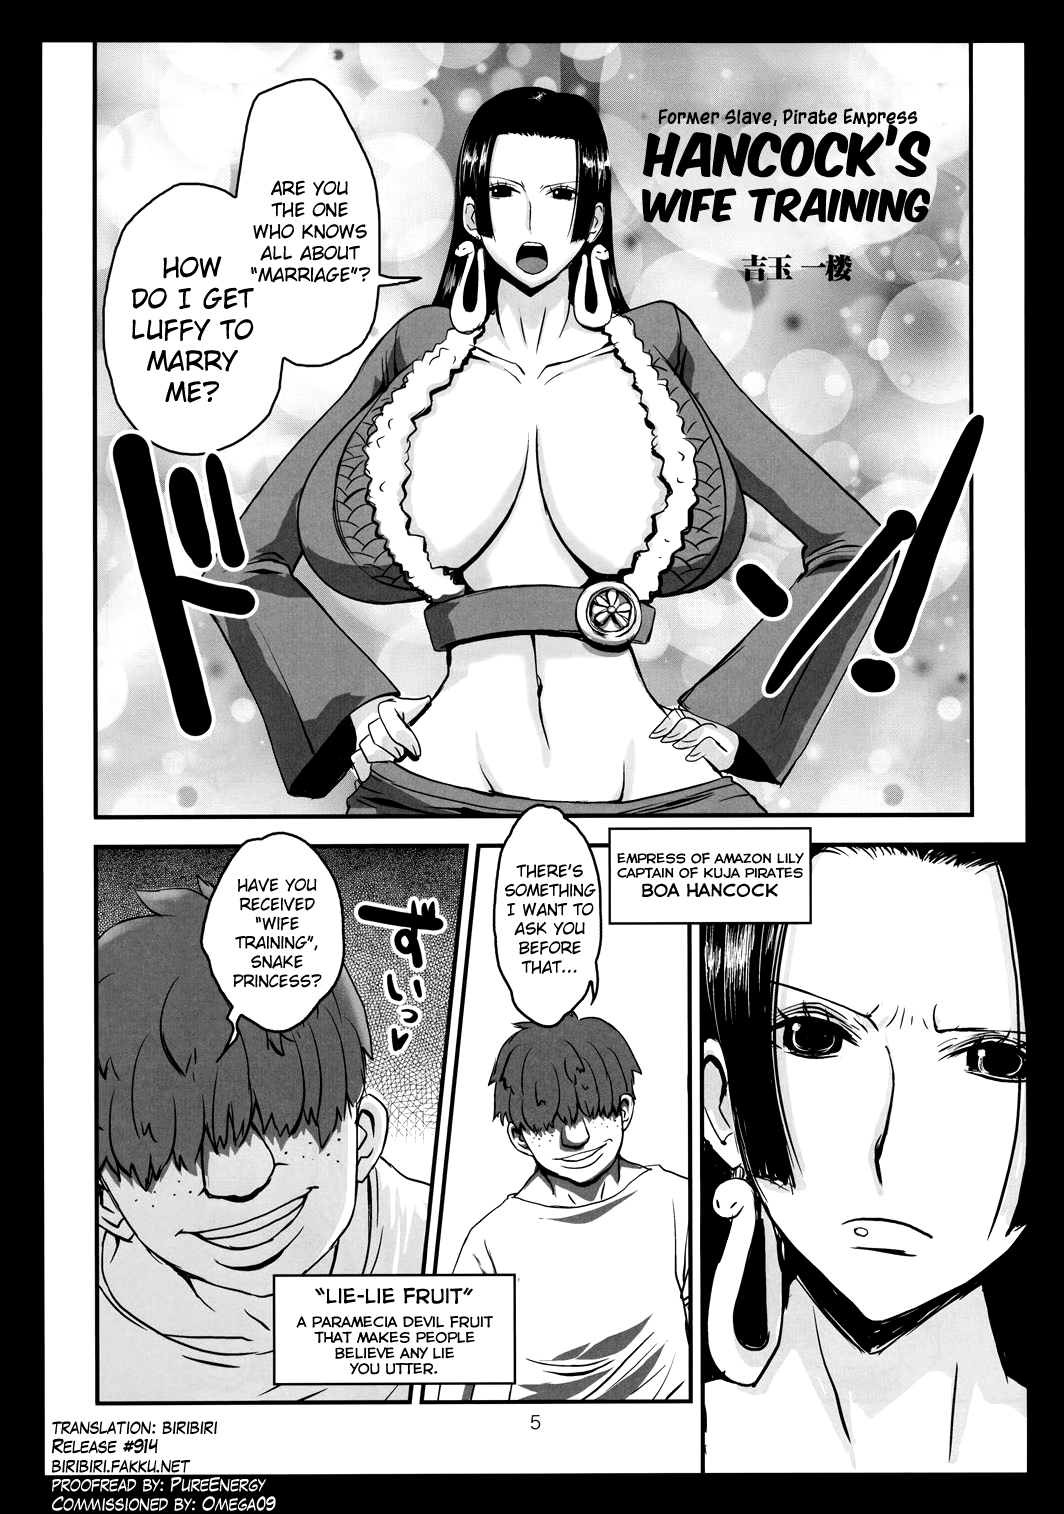 Former Slave, Pirate Empress
HANCOCK'S
WIFE TRAINING
吉玉 一楼
ARE YOU
THE ONE
WHO KNOWS
ALL ABOUT
"MARRIAGE"?
HOW
DO I GET
LUFFY TO
MARRY
ME?
ドーン!!
EMPRESS OF AMAZON LILY
CAPTAIN OF KUJA PIRATES
BOA HANCOCK
THERE'S
SOMETHING
I WANT TO
ASK YOU
BEFORE
THAT...
HAVE YOU
RECEIVED
"WIFE
TRAINING",
SNAKE
PRINCESS?
ずいっ♥
"LIE-LIE FRUIT"
A PARAMECIA DEVIL FRUIT
THAT MAKES PEOPLE
BELIEVE ANY LIE
YOU UTTER.
5
TRANSLATION: BIRIBIRI
RELEASE #914
BIRIBIRI.FAKKU.NET
PROOFREAD BY: PUREENERGY
COMMISSIONED BY: OMEGA09